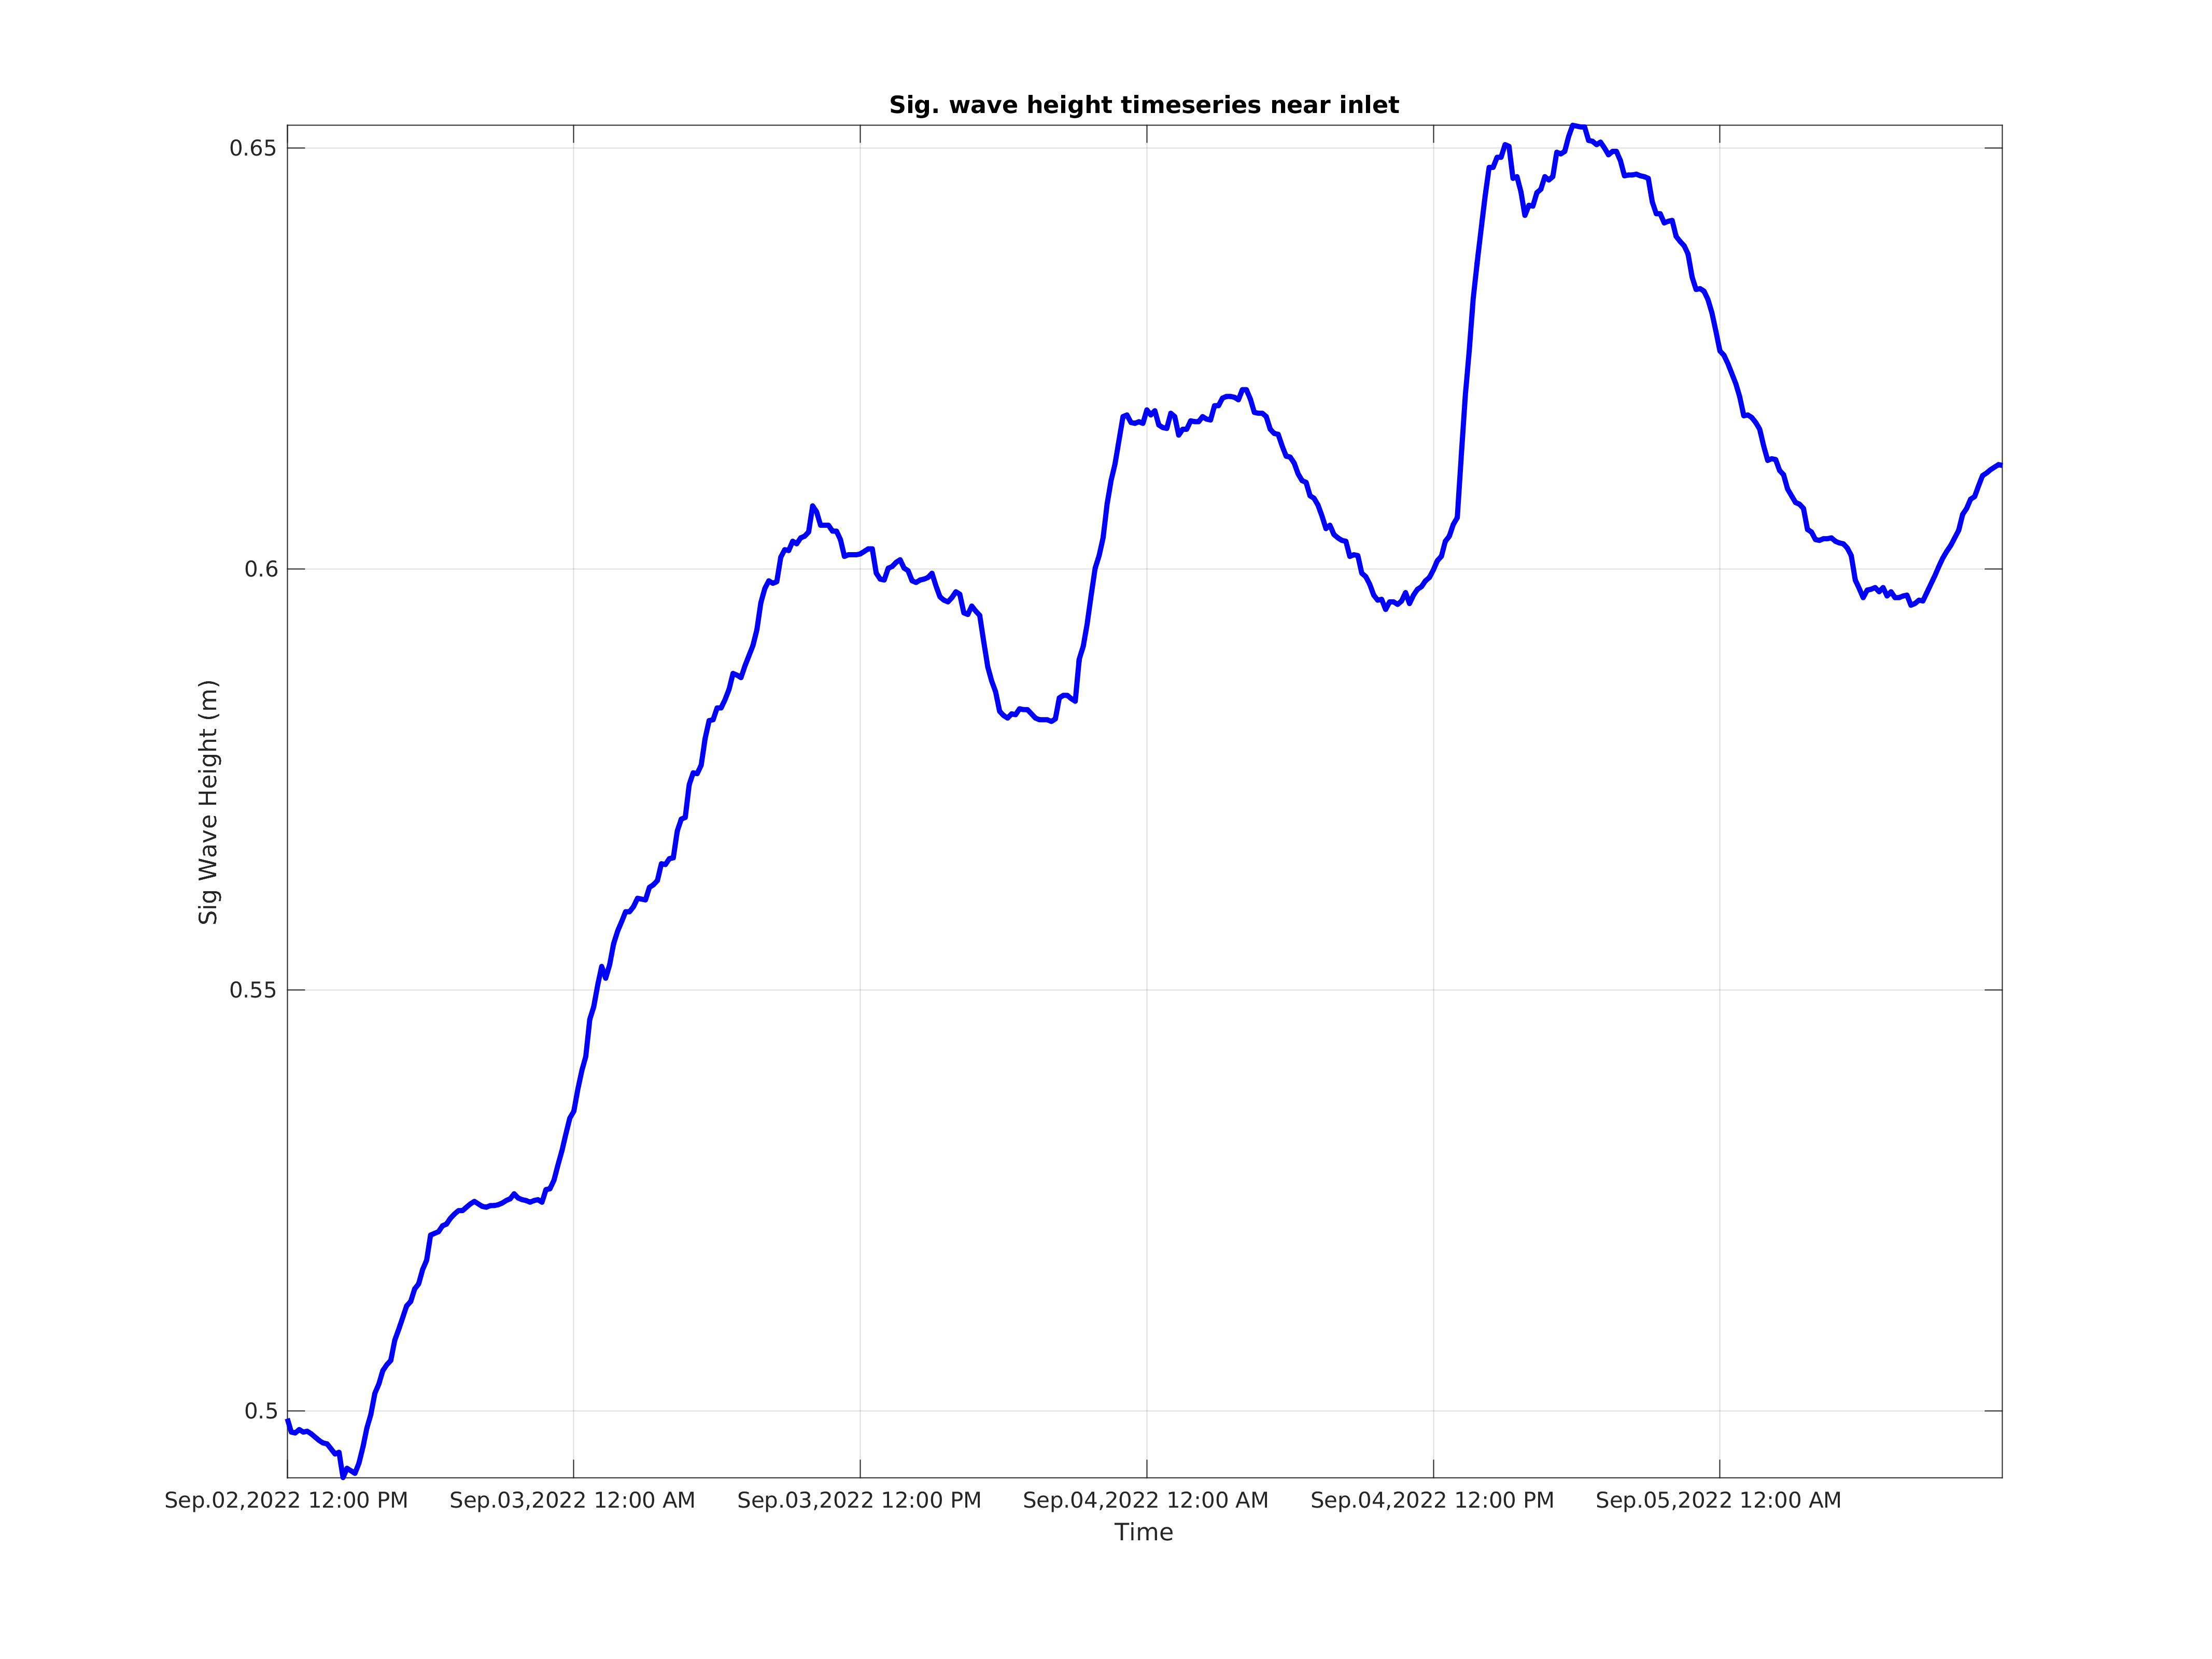 Sig. wave height timeseries near inlet
0.65
0.6
0.55
0.5
Sig Wave Height (m)
Sep.02,2022 12:00 PM
Sep.03,2022 12:00 AM
Sep.03,2022 12:00 PM
Sep.04,2022 12:00 AM
Sep.04,2022 12:00 PM
Sep.05,2022 12:00 AM
Time